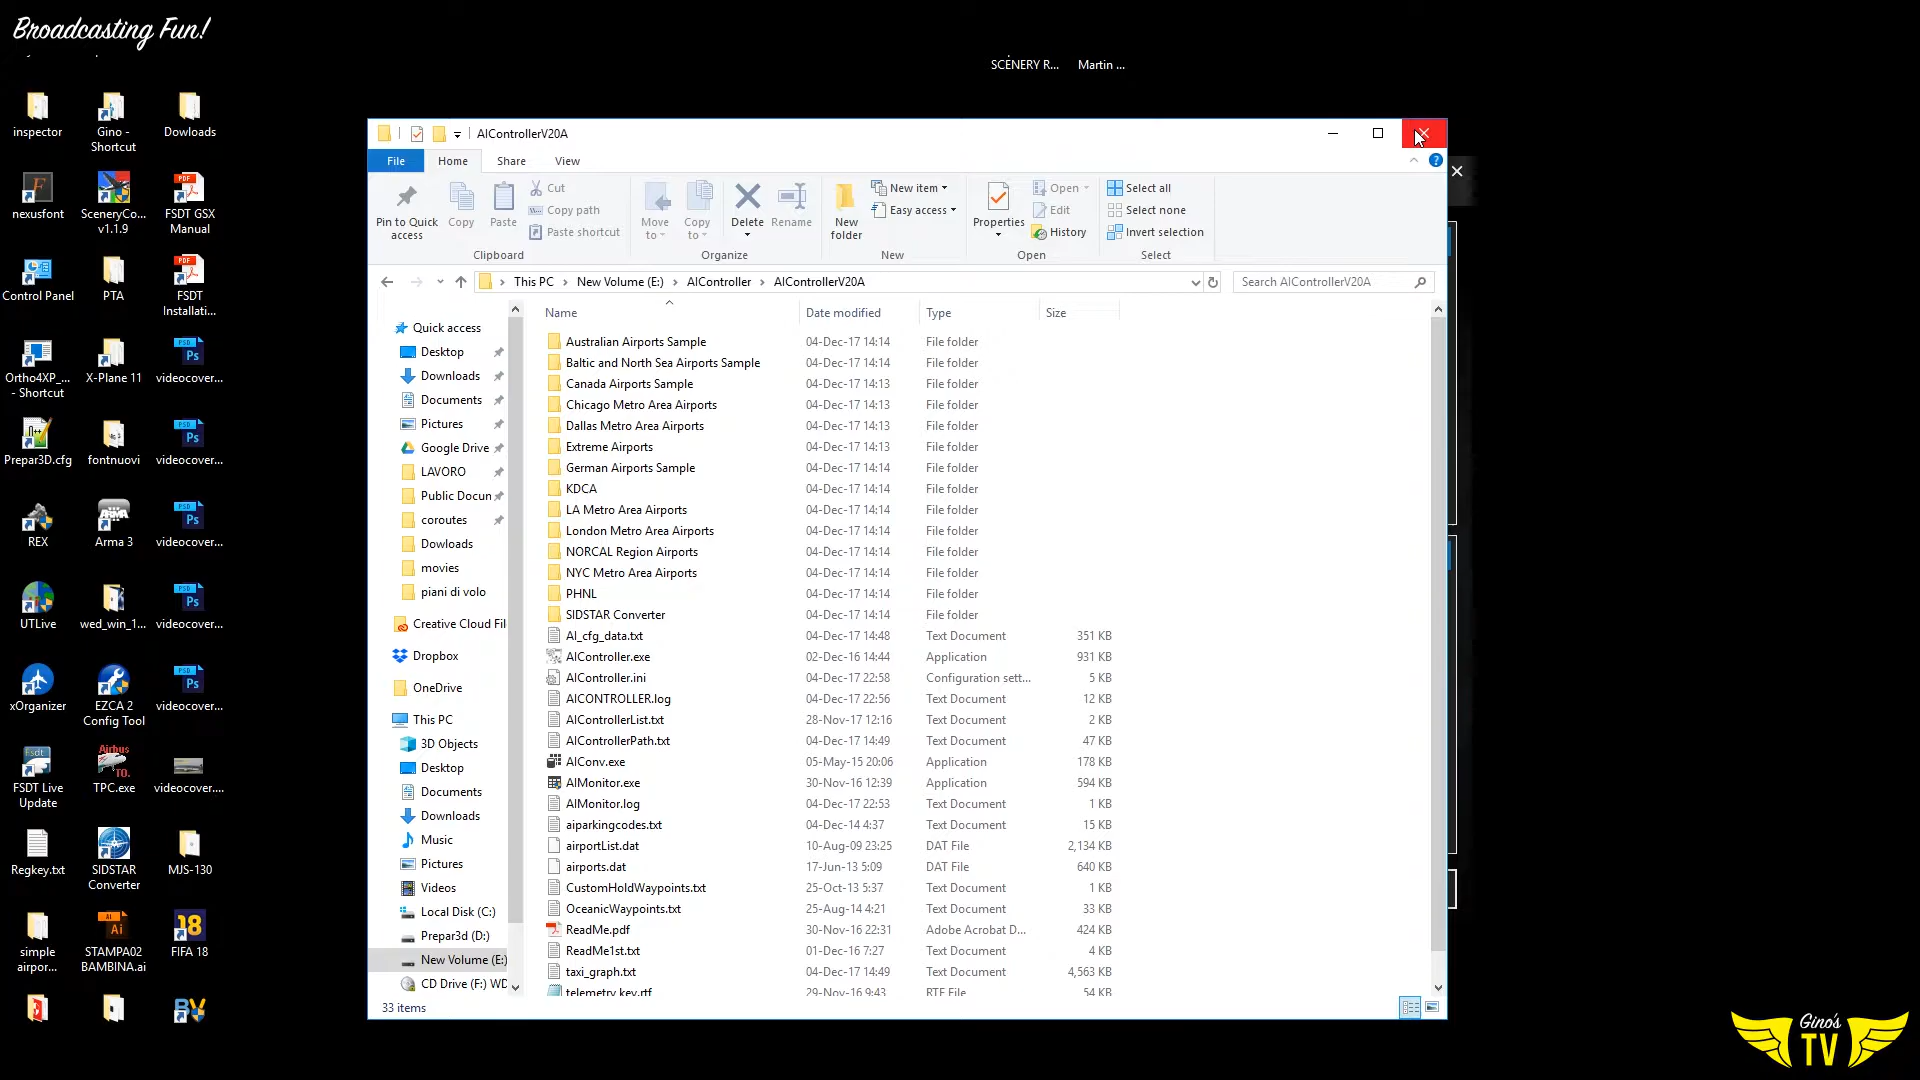 Broadcasting Fun!
SCENERY R...
Martin ...
inspector
Gino -
Shortcut
Dowloads
nexusfont
SceneryCo...
v1.1.9
FSDT GSX
Manual
Control Panel
PTA
FSDT
Installati...
Ortho4XP_...
- Shortcut
X-Plane 11
videocover...
Prepar3D.cfg
fontnuovi
videocover...
REX
Arma 3
videocover...
UTLive
wed_win_1...
videocover...
xOrganizer
EZCA 2
Config Tool
videocover...
FSDT Live
Update
TPC.exe
videocover....
Regkey.txt
SIDSTAR
Converter
MJS-130
simple
airpor...
STAMPA02
BAMBINA.ai
FIFA 18
AIControllerV20A
File Home Share View
Pin to Quick
access
Copy
Paste
Cut
Copy path
Paste shortcut
Clipboard
Move
to
Copy
to
Delete
Rename
Organize
New
folder
New item
Easy access
New
Properties
Open
Edit
History
Open
Select all
Select none
Invert selection
Select
This PC New Volume (E:) AIController AIControllerV20A
Search AIControllerV20A
Quick access
Desktop
Downloads
Documents
Pictures
Google Drive
LAVORO
Public Docun
coroutes
Dowloads
movies
piani di volo
Creative Cloud Fil
Dropbox
OneDrive
This PC
3D Objects
Desktop
Documents
Downloads
Music
Pictures
Videos
Local Disk (C:)
Prepar3d (D:)
New Volume (E:)
CD Drive (F:) WD
Name Date modified Type Size
Australian Airports Sample 04-Dec-17 14:14 File folder
Baltic and North Sea Airports Sample 04-Dec-17 14:14 File folder
Canada Airports Sample 04-Dec-17 14:13 File folder
Chicago Metro Area Airports 04-Dec-17 14:13 File folder
Dallas Metro Area Airports 04-Dec-17 14:13 File folder
Extreme Airports 04-Dec-17 14:13 File folder
German Airports Sample 04-Dec-17 14:14 File folder
KDCA 04-Dec-17 14:14 File folder
LA Metro Area Airports 04-Dec-17 14:14 File folder
London Metro Area Airports 04-Dec-17 14:14 File folder
NORCAL Region Airports 04-Dec-17 14:14 File folder
NYC Metro Area Airports 04-Dec-17 14:14 File folder
PHNL 04-Dec-17 14:14 File folder
SIDSTAR Converter 04-Dec-17 14:14 File folder
AI_cfg_data.txt 04-Dec-17 14:48 Text Document 351 KB
AIController.exe 02-Dec-16 14:44 Application 931 KB
AIController.ini 04-Dec-17 22:58 Configuration sett... 5 KB
AICONTROLLER.log 04-Dec-17 22:56 Text Document 12 KB
AIControllerList.txt 28-Nov-17 12:16 Text Document 2 KB
AIControllerPath.txt 04-Dec-17 14:49 Text Document 47 KB
AIConv.exe 05-May-15 20:06 Application 178 KB
AIMonitor.exe 30-Nov-16 12:39 Application 594 KB
AIMonitor.log 04-Dec-17 22:53 Text Document 1 KB
aiparkingcodes.txt 04-Dec-14 4:37 Text Document 15 KB
airportList.dat 10-Aug-09 23:25 DAT File 2,134 KB
airports.dat 17-Jun-13 5:09 DAT File 640 KB
CustomHoldWaypoints.txt 25-Oct-13 5:37 Text Document 1 KB
OceanicWaypoints.txt 25-Aug-14 4:21 Text Document 33 KB
ReadMe.pdf 30-Nov-16 22:31 Adobe Acrobat D... 424 KB
ReadMe1st.txt 01-Dec-16 7:27 Text Document 4 KB
taxi_graph.txt 04-Dec-17 14:49 Text Document 4,563 KB
telemetry key.rtf 29-Nov-16 9:43 RTF File 54 KB
33 items
Gino's
TV